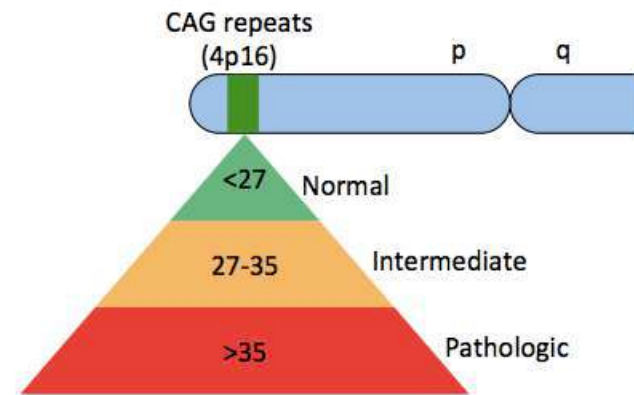 CAG repeats
(4p16)
p
q
<27
Normal
27-35
Intermediate
>35
Pathologic